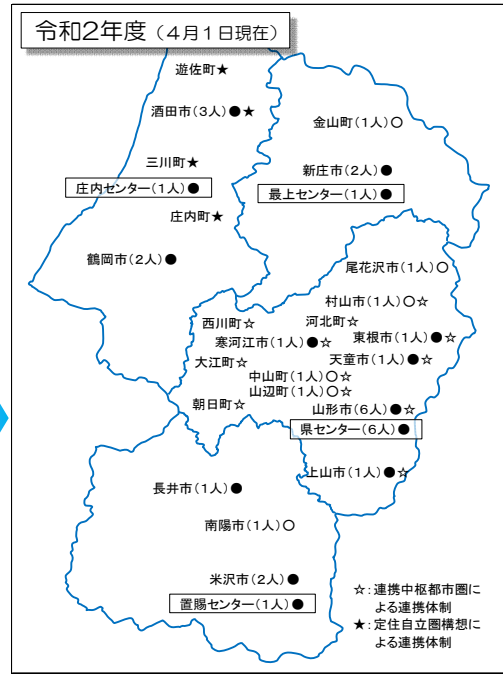 令和2年度（４月１日現在）
遊佐町★
酒田市（3人）●★
金山町（1人）○
三川町★
新庄市（2人）●
庄内センター（1人）●
最上センター（1人）●
庄内町★
鶴岡市（2人）●
尾花沢市（1人）○
村山市（1人）○☆
西川町☆
河北町☆
寒河江市（1人）●☆
東根市（1人）●☆
大江町☆
天童市（1人）●☆
中山町（1人）○☆
山辺町（1人）○☆
朝日町☆
山形市（6人）●☆
県センター（6人）●
上山市（1人）●☆
長井市（1人）●
南陽市（1人）○
米沢市（2人）●
置賜センター（1人）●
☆：連携中枢都市圏に
よる連携体制
★：定住自立圏構想に
よる連携体制